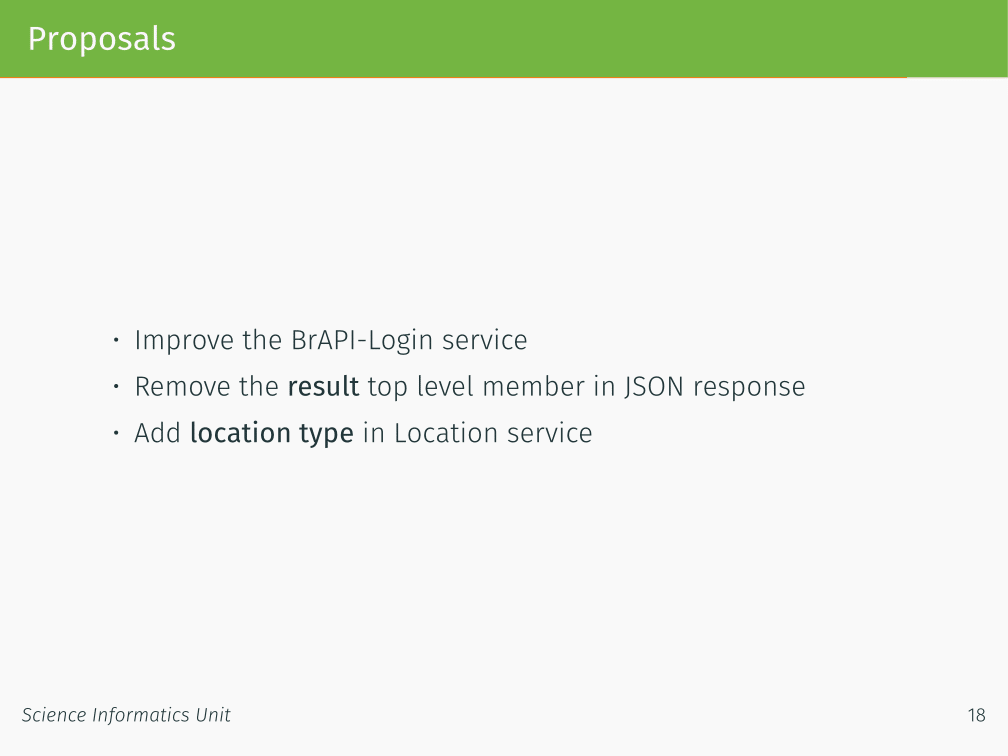 Proposals
• Improve the BrAPI-Login service
• Remove the result top level member in JSON response
• Add location type in Location service
Science Informatics Unit
18